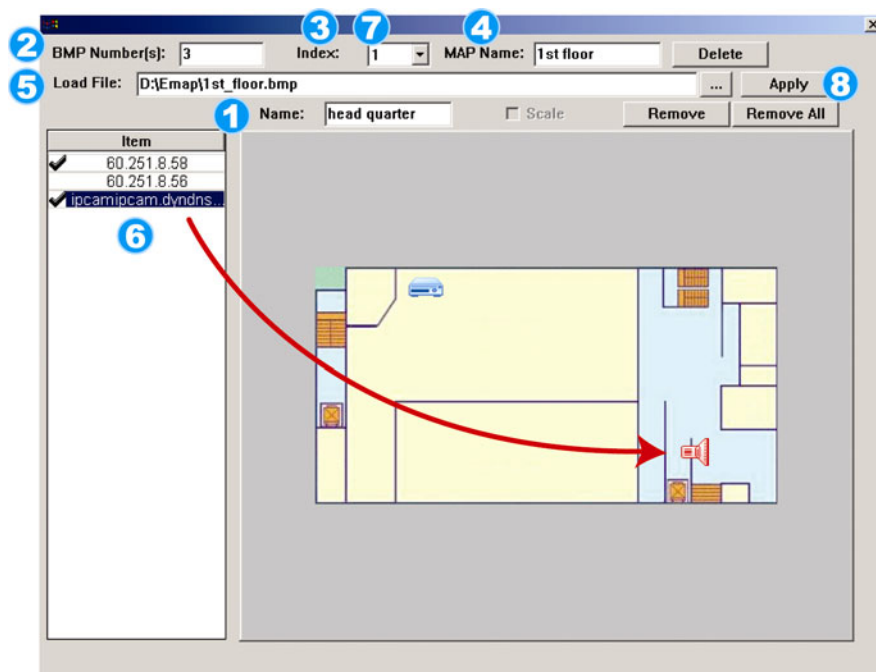 3 7 4
2 BMP Number(s): 3 Index: 1 MAP Name: 1st floor Delete
5 Load File: D:\Emap\1st_floor.bmp ... Apply 8
1 Name: head quarter Scale Remove Remove All
Item
60.251.8.58
60.251.8.56
ipcamipcam.dyndns...
6